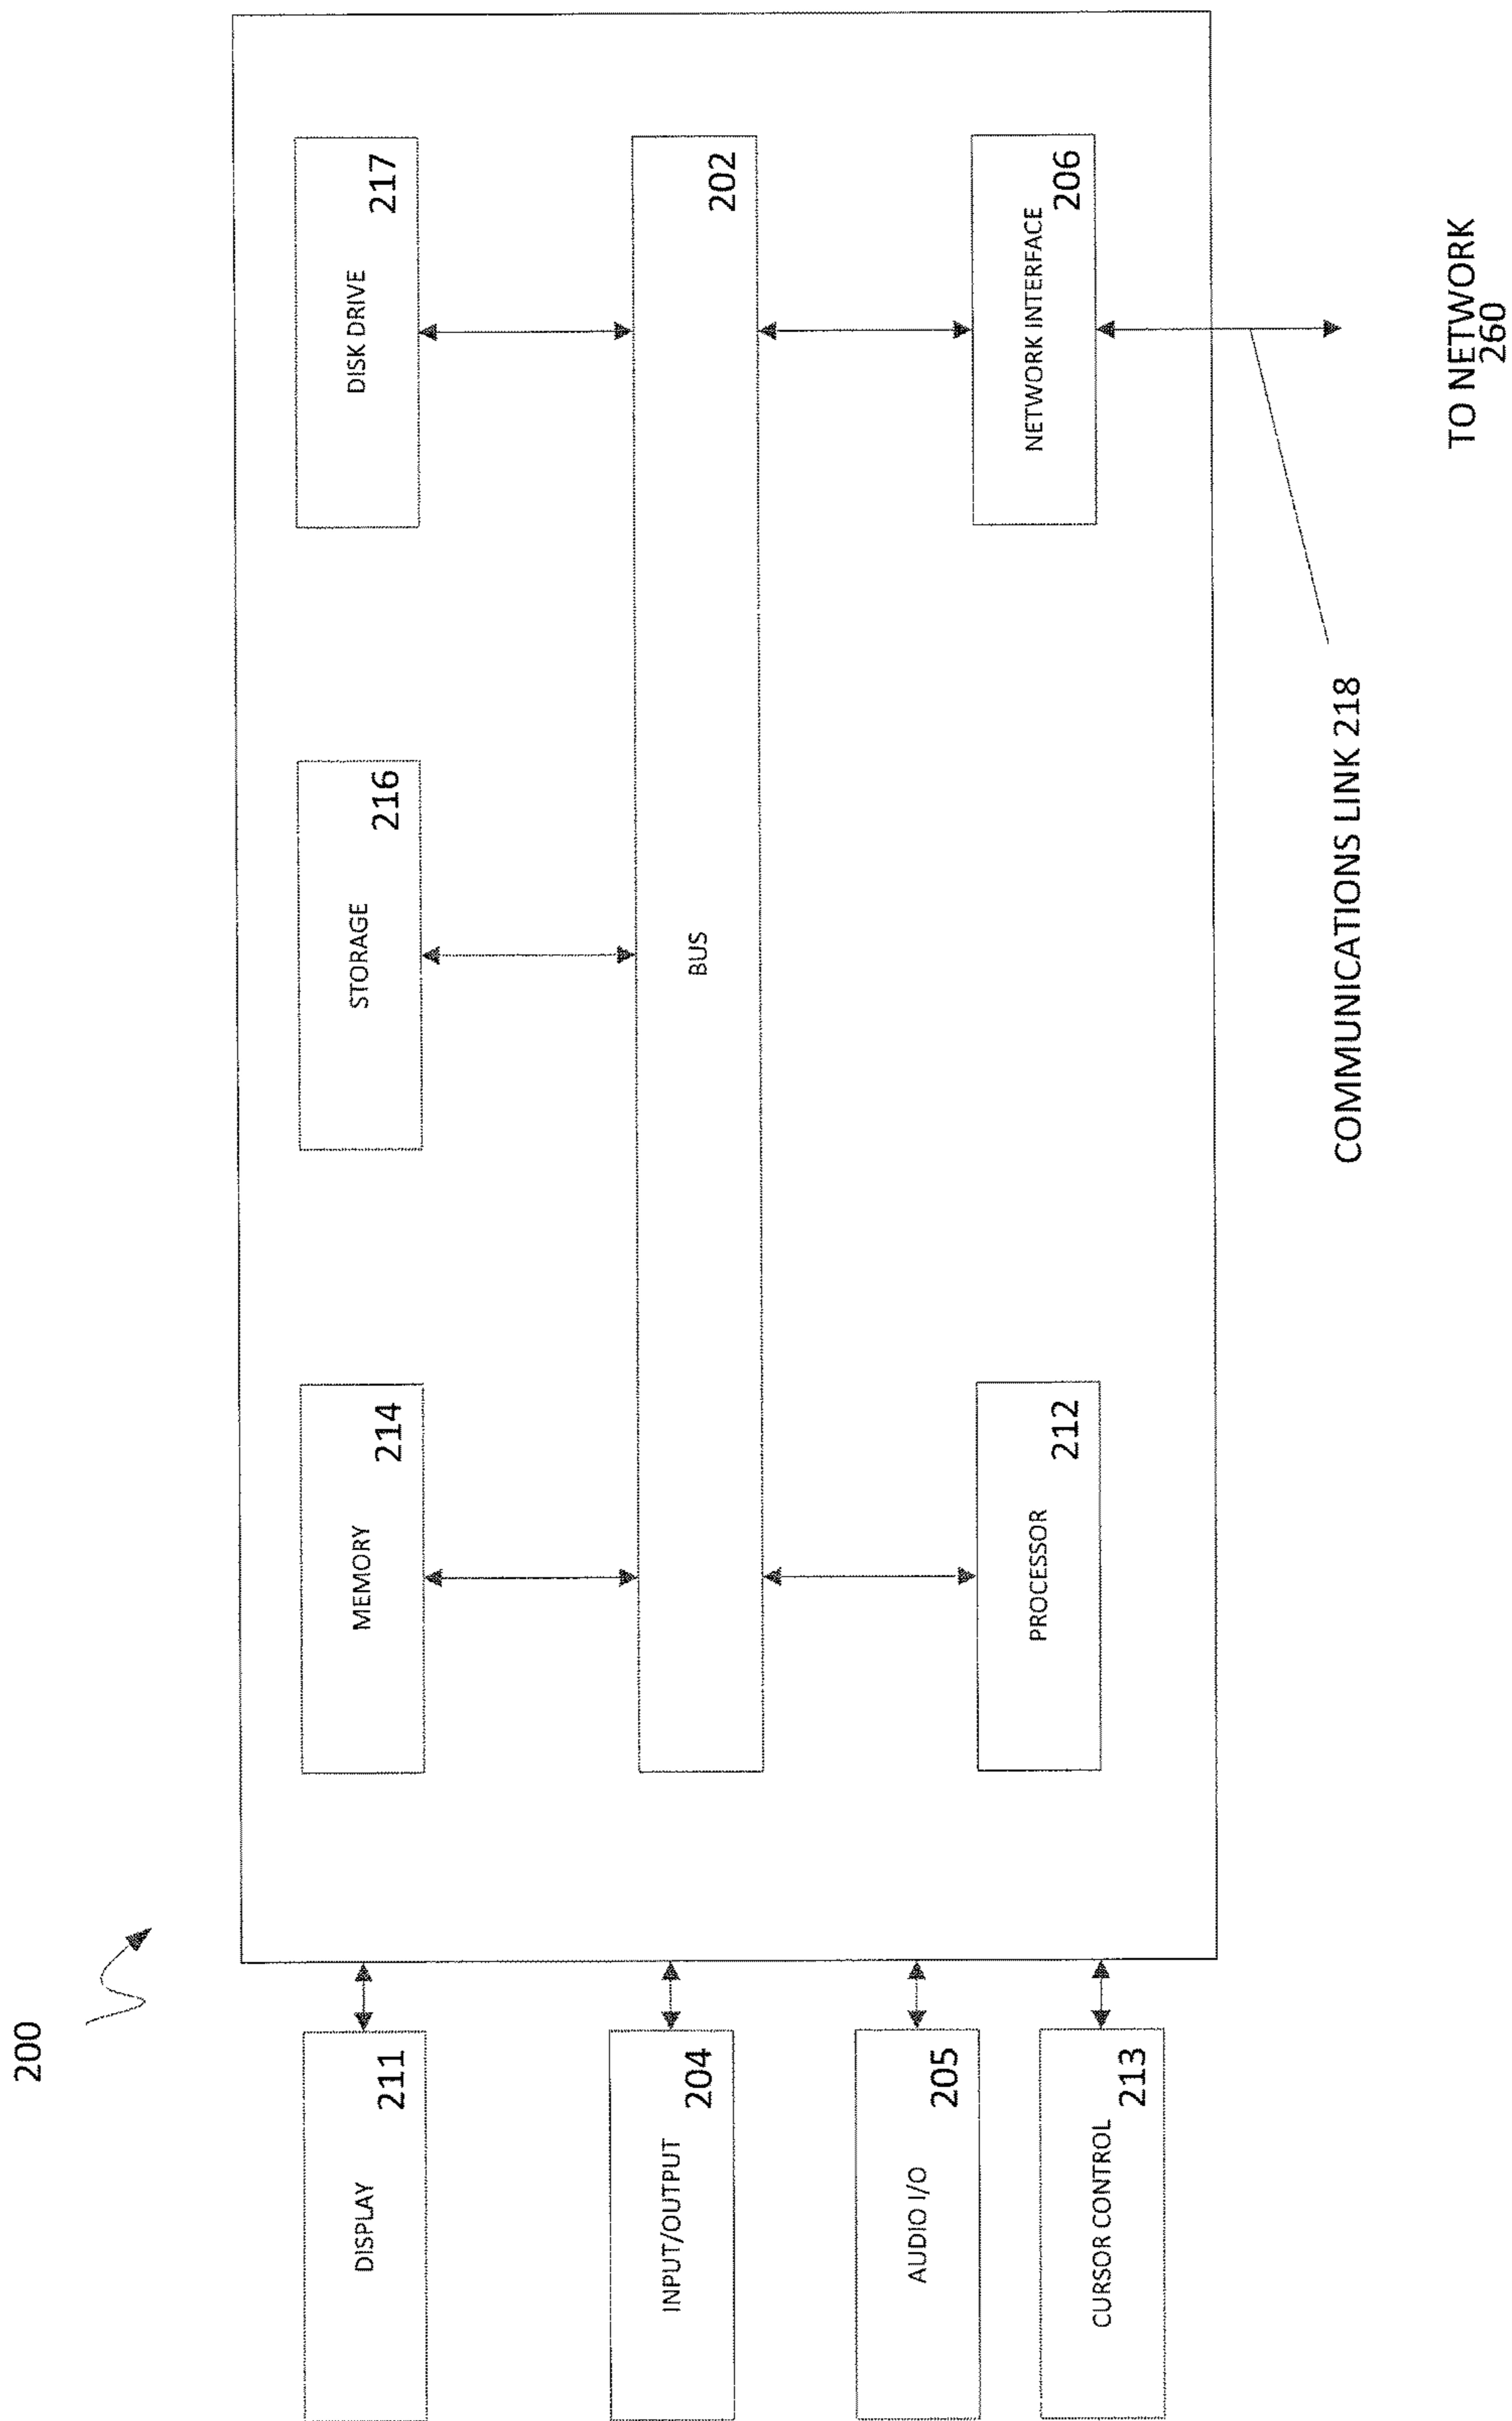 200
DISPLAY
211
INPUT/OUTPUT
204
AUDIO I/O
205
CURSOR CONTROL
213
MEMORY
214
STORAGE
216
DISK DRIVE
217
BUS
202
PROCESSOR
212
NETWORK INTERFACE
206
COMMUNICATIONS LINK 218
TO NETWORK
260